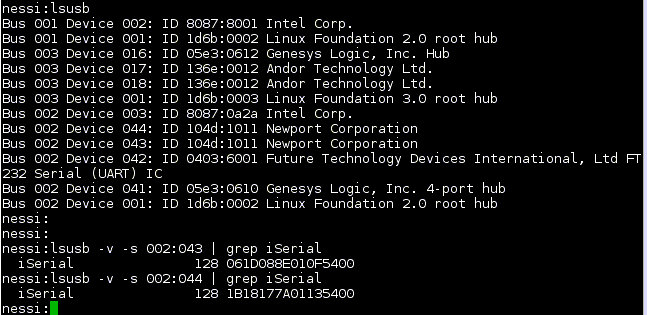 nessi:lsusb
Bus 001 Device 002: ID 8087:8001 Intel Corp.
Bus 001 Device 001: ID 1d6b:0002 Linux Foundation 2.0 root hub
Bus 003 Device 016: ID 05e3:0612 Genesys Logic, Inc. Hub
Bus 003 Device 017: ID 136e:0012 Andor Technology Ltd.
Bus 003 Device 018: ID 136e:0012 Andor Technology Ltd.
Bus 003 Device 001: ID 1d6b:0003 Linux Foundation 3.0 root hub
Bus 002 Device 003: ID 8087:0a2a Intel Corp.
Bus 002 Device 044: ID 104d:1011 Newport Corporation
Bus 002 Device 043: ID 104d:1011 Newport Corporation
Bus 002 Device 042: ID 0403:6001 Future Technology Devices International, Ltd FT
232 Serial (UART) IC
Bus 002 Device 041: ID 05e3:0610 Genesys Logic, Inc. 4-port hub
Bus 002 Device 001: ID 1d6b:0002 Linux Foundation 2.0 root hub
nessi:
nessi:
nessi:lsusb -v -s 002:043 | grep iSerial
  iSerial               128 061D088E010F5400
nessi:lsusb -v -s 002:044 | grep iSerial
  iSerial               128 1B18177A01135400
nessi: